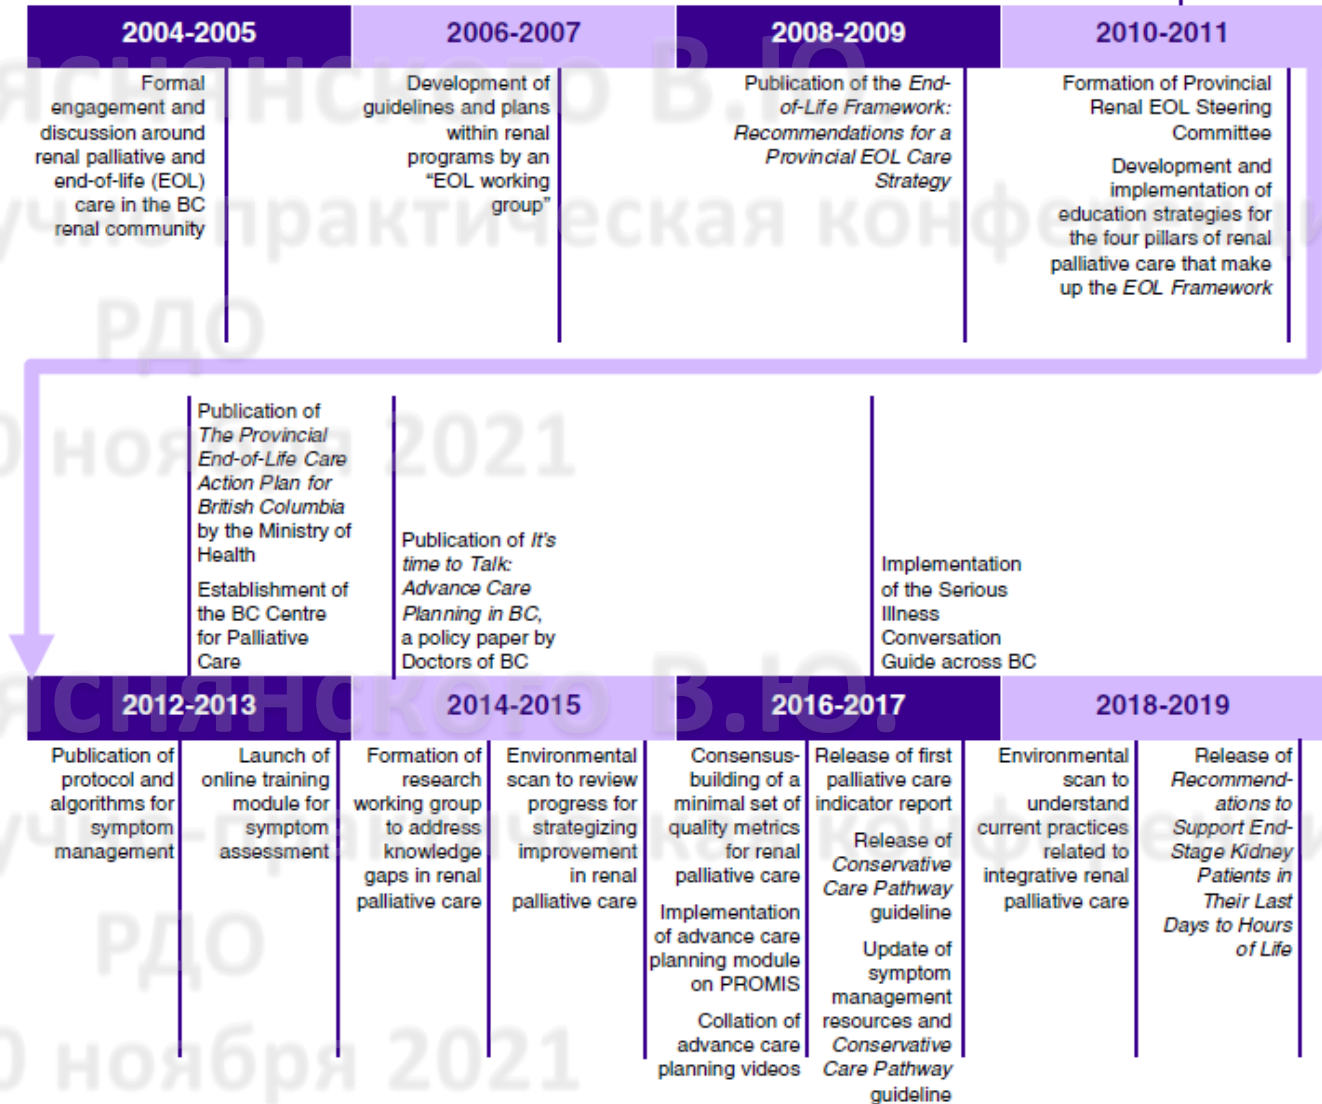 2004-2005
2006-2007
2008-2009
2010-2011
Formal
engagement and
discussion around
renal palliative and
end-of-life (EOL)
care in the BC
renal community
Development of
guidelines and plans
within renal
programs by an
“EOL working
group”
Publication of the End-
of-Life Framework:
Recommendations for a
Provincial EOL Care
Strategy
Formation of Provincial
Renal EOL Steering
Committee
Development and
implementation of
education strategies for
the four pillars of renal
palliative care that make
up the EOL Framework
Publication of
The Provincial
End-of-Life Care
Action Plan for
British Columbia
by the Ministry of
Health
Establishment of
the BC Centre
for Palliative
Care
Publication of It's
time to Talk:
Advance Care
Planning in BC,
a policy paper by
Doctors of BC
Implementation
of the Serious
Illness
Conversation
Guide across BC
2012-2013
2014-2015
2016-2017
2018-2019
Publication of
protocol and
algorithms for
symptom
management
Launch of
online training
module for
symptom
assessment
Formation of
research
working group
to address
knowledge
gaps in renal
palliative care
Environmental
scan to review
progress for
strategizing
improvement
in renal
palliative care
Consensus-
building of a
minimal set of
quality metrics
for renal
palliative care
Implementation
of advance care
planning module
on PROMIS
Collation of
advance care
planning videos
Release of first
palliative care
indicator report
Release of
Conservative
Care Pathway
guideline
Update of
symptom
management
resources and
Conservative
Care Pathway
guideline
Environmental
scan to
understand
current practices
related to
integrative renal
palliative care
Release of
Recommend-
ations to
Support End-
Stage Kidney
Patients in
Their Last
Days to Hours
of Life
В.Ю.
практическая
РДО
0 ноября 2021
В.Ю.
РДО
0 ноября 2021